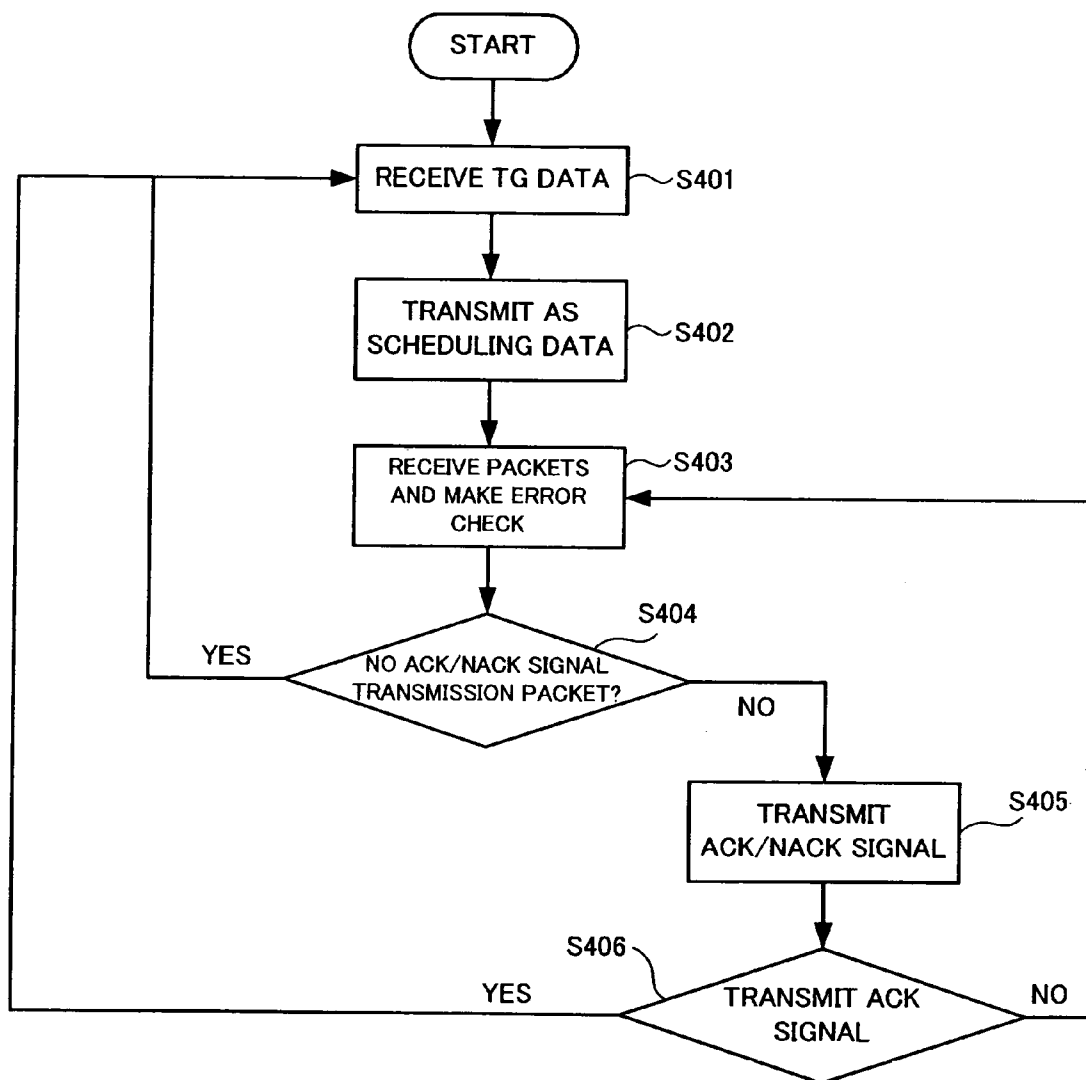 START
RECEIVE TG DATA
S401
TRANSMIT AS
SCHEDULING DATA
S402
RECEIVE PACKETS
AND MAKE ERROR
CHECK
S403
S404
YES
NO ACK/NACK SIGNAL
TRANSMISSION PACKET?
NO
TRANSMIT
ACK/NACK SIGNAL
S405
S406
YES
TRANSMIT ACK
SIGNAL
NO